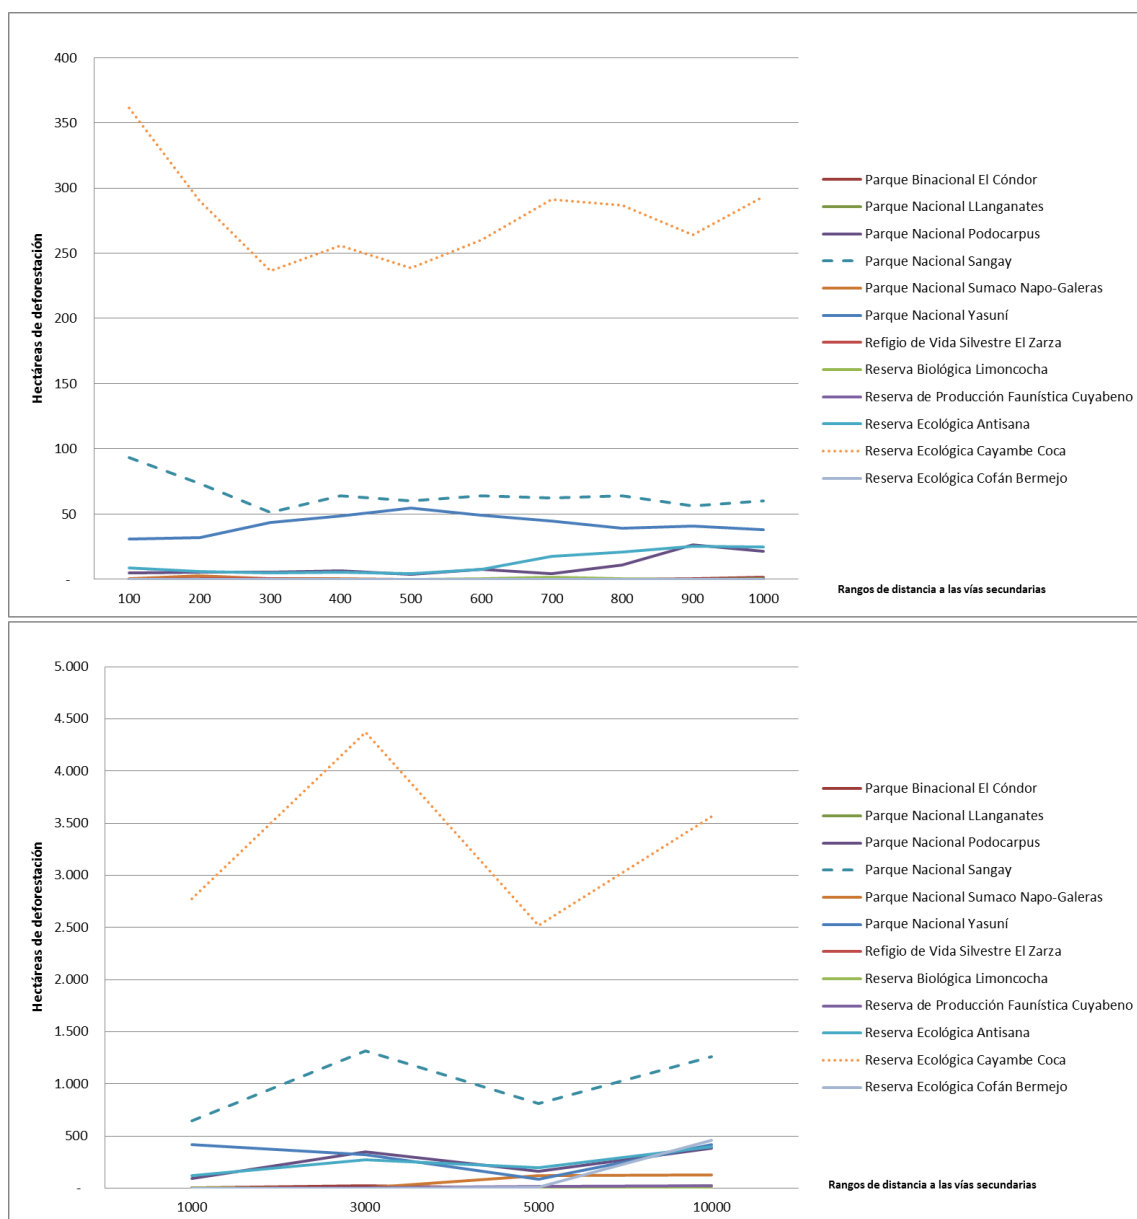 400
350
300
250
200
150
100
50
-
Hectáreas de deforestación
100 200 300 400 500 600 700 800 900 1000
Rangos de distancia a las vías secundarias
Parque Binacional El Cóndor
Parque Nacional LLanganates
Parque Nacional Podocarpus
Parque Nacional Sangay
Parque Nacional Sumaco Napo-Galeras
Parque Nacional Yasuní
Refigio de Vida Silvestre El Zarza
Reserva Biológica Limoncocha
Reserva de Producción Faunística Cuyabeno
Reserva Ecológica Antisana
Reserva Ecológica Cayambe Coca
Reserva Ecológica Cofán Bermejo
5.000
4.500
4.000
3.500
3.000
2.500
2.000
1.500
1.000
500
-
Hectáreas de deforestación
1000 3000 5000 10000
Rangos de distancia a las vías secundarias
Parque Binacional El Cóndor
Parque Nacional LLanganates
Parque Nacional Podocarpus
Parque Nacional Sangay
Parque Nacional Sumaco Napo-Galeras
Parque Nacional Yasuní
Refigio de Vida Silvestre El Zarza
Reserva Biológica Limoncocha
Reserva de Producción Faunística Cuyabeno
Reserva Ecológica Antisana
Reserva Ecológica Cayambe Coca
Reserva Ecológica Cofán Bermejo